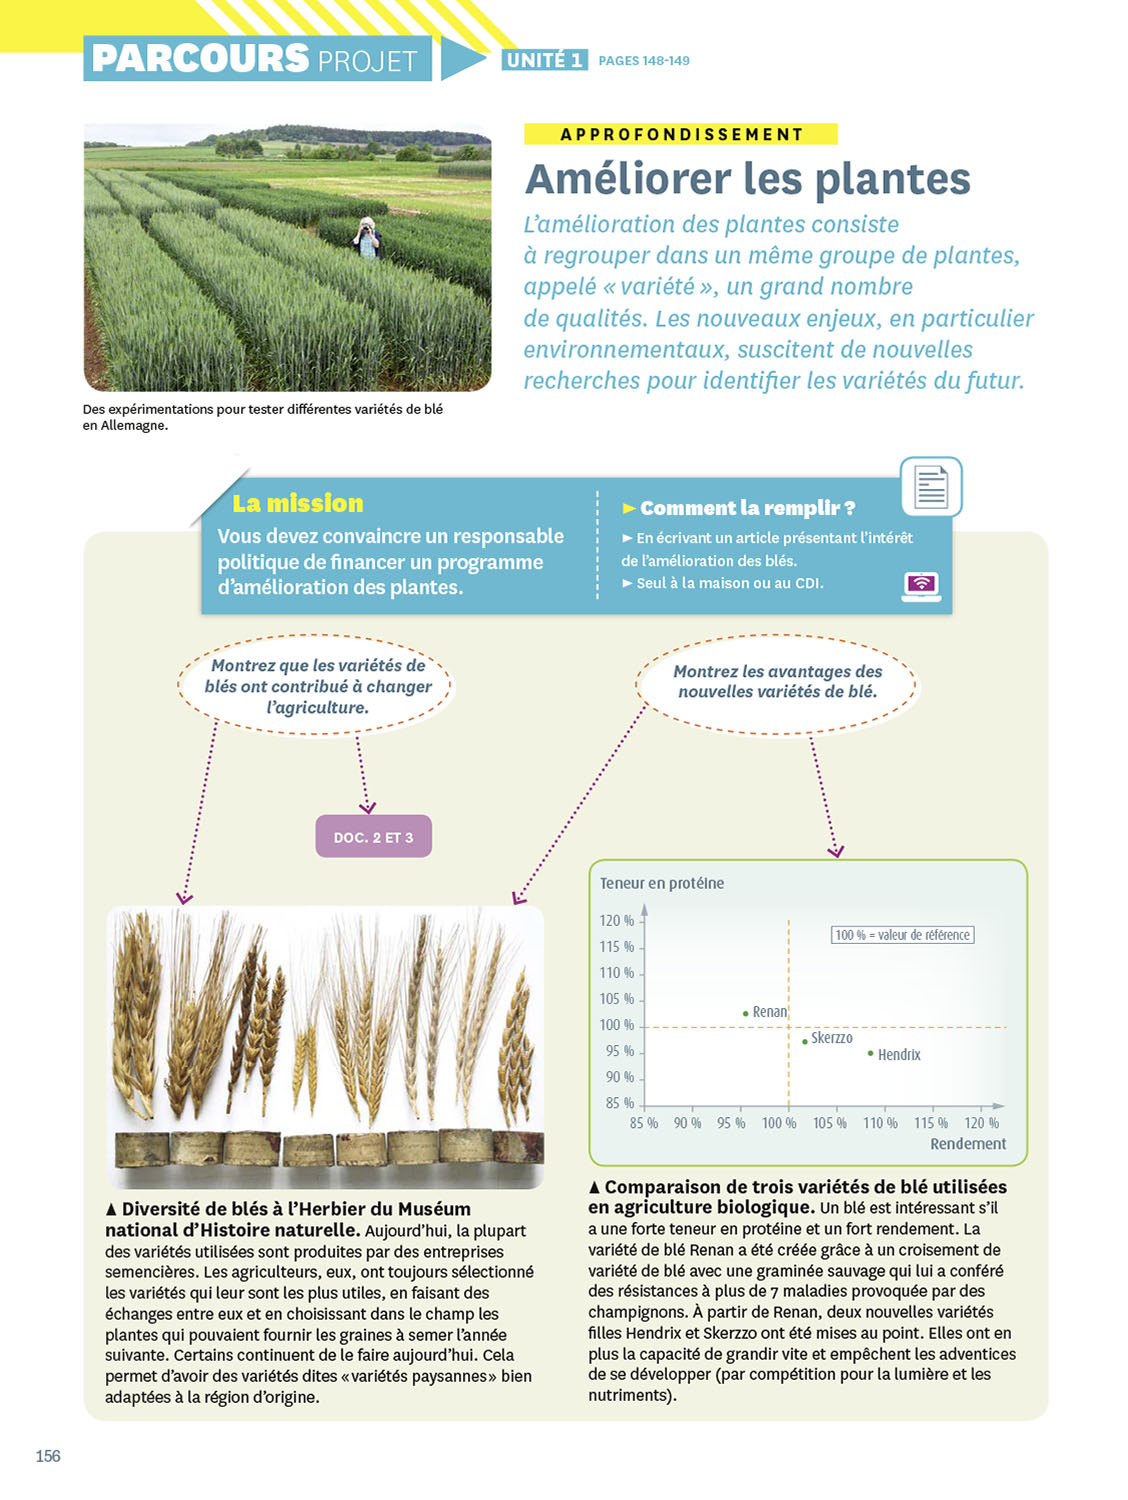 PARCOURS PROJET
UNITÉ 1 PAGES 148-149
APPROFONDISSEMENT
Améliorer les plantes
L'amélioration des plantes consiste
à regrouper dans un même groupe de plantes,
appelé « variété », un grand nombre
de qualités. Les nouveaux enjeux, en particulier
environnementaux, suscitent de nouvelles
recherches pour identifier les variétés du futur.
Des expérimentations pour tester différentes variétés de blé
en Allemagne.
La mission
Vous devez convaincre un responsable
politique de financer un programme
d'amélioration des plantes.
► Comment la remplir ?
► En écrivant un article présentant l'intérêt
de l'amélioration des blés.
► Seul à la maison ou au CDI.
Montrez que les variétés de
blés ont contribué à changer
l'agriculture.
Montrez les avantages des
nouvelles variétés de blé.
DOC. 2 ET 3
Teneur en protéine
120 %
115 %
110 %
105 %
100 %
95 %
90 %
85 %
100 % = valeur de référence
Renan
Skerzzo
Hendrix
85 % 90 % 95 % 100 % 105 % 110 % 115 % 120 %
Rendement
▲ Diversité de blés à l'Herbier du Muséum
national d'Histoire naturelle. Aujourd'hui, la plupart
des variétés utilisées sont produites par des entreprises
semencières. Les agriculteurs, eux, ont toujours sélectionné
les variétés qui leur sont les plus utiles, en faisant des
échanges entre eux et en choisissant dans le champ les
plantes qui pouvaient fournir les graines à semer l'année
suivante. Certains continuent de le faire aujourd'hui. Cela
permet d'avoir des variétés dites « variétés paysannes » bien
adaptées à la région d'origine.
▲ Comparaison de trois variétés de blé utilisées
en agriculture biologique. Un blé est intéressant s'il
a une forte teneur en protéine et un fort rendement. La
variété de blé Renan a été créée grâce à un croisement de
variété de blé avec une graminée sauvage qui lui a conféré
des résistances à plus de 7 maladies provoquée par des
champignons. À partir de Renan, deux nouvelles variétés
filles Hendrix et Skerzzo ont été mises au point. Elles ont en
plus la capacité de grandir vite et empêchent les adventices
de se développer (par compétition pour la lumière et les
nutriments).
156